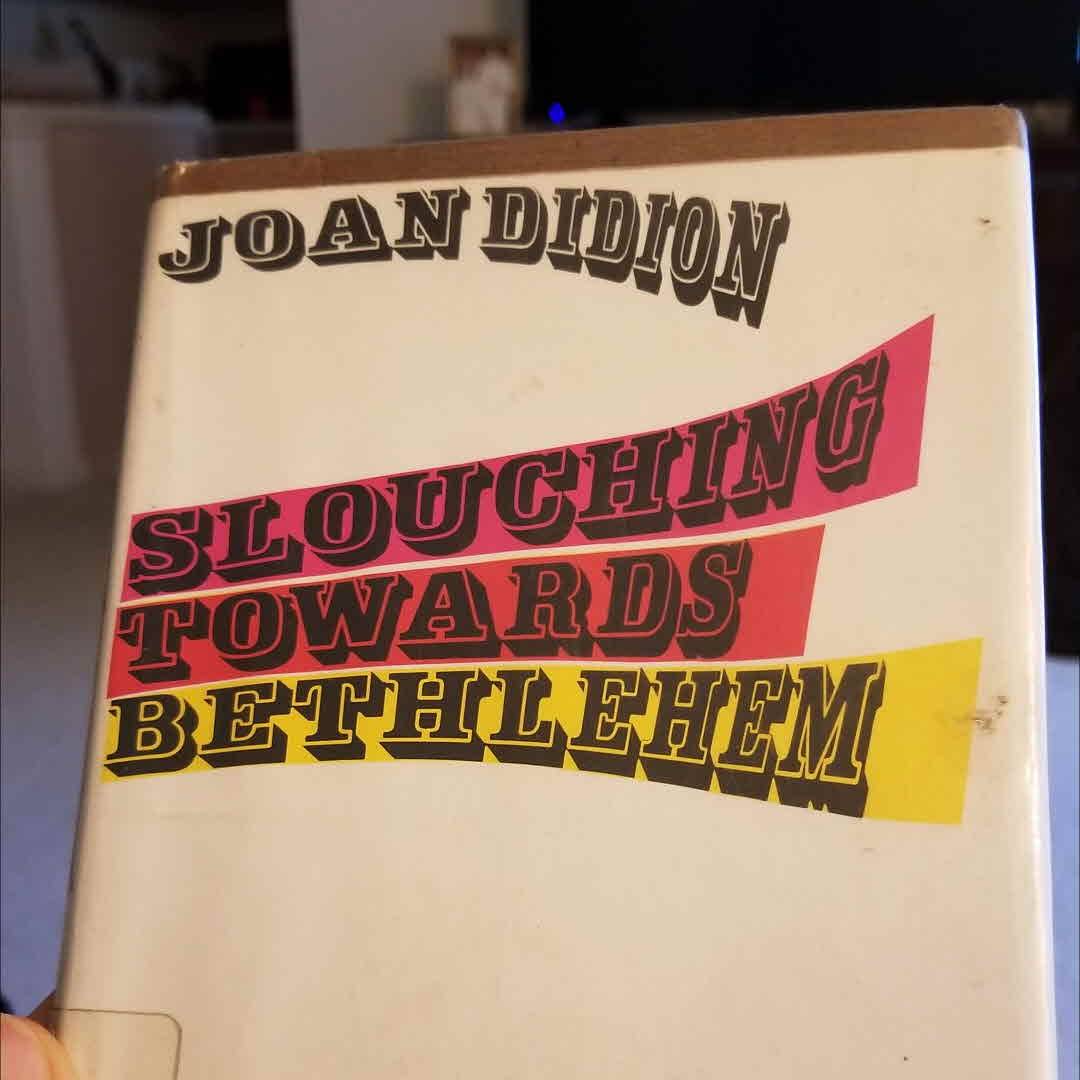 JOAN DIDION
SLOUCHING
TOWARDS
BETHLEHEM